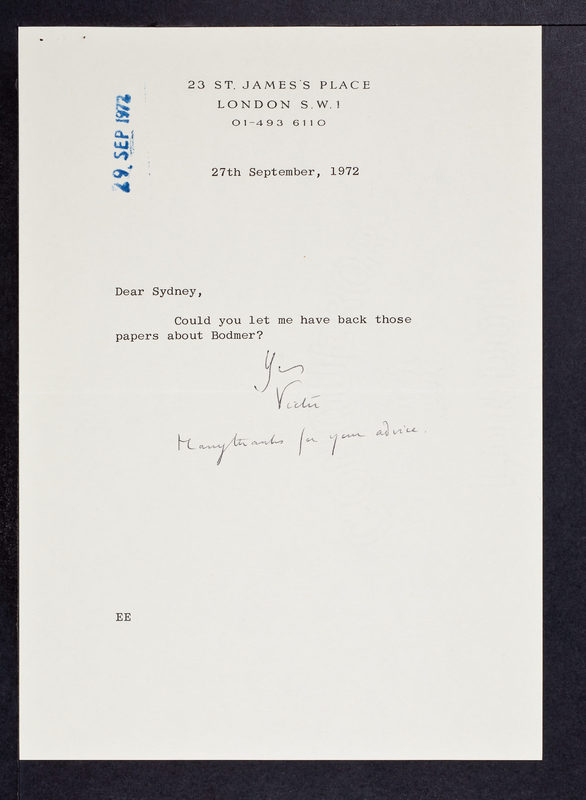 23 ST. JAMES'S PLACE
LONDON S.W.1
01-493 6110
29. SEP 1972
27th September, 1972
Dear Sydney,
Could you let me have back those
papers about Bodmer?
Yrs
Victor
Many thanks for your advice.
EE